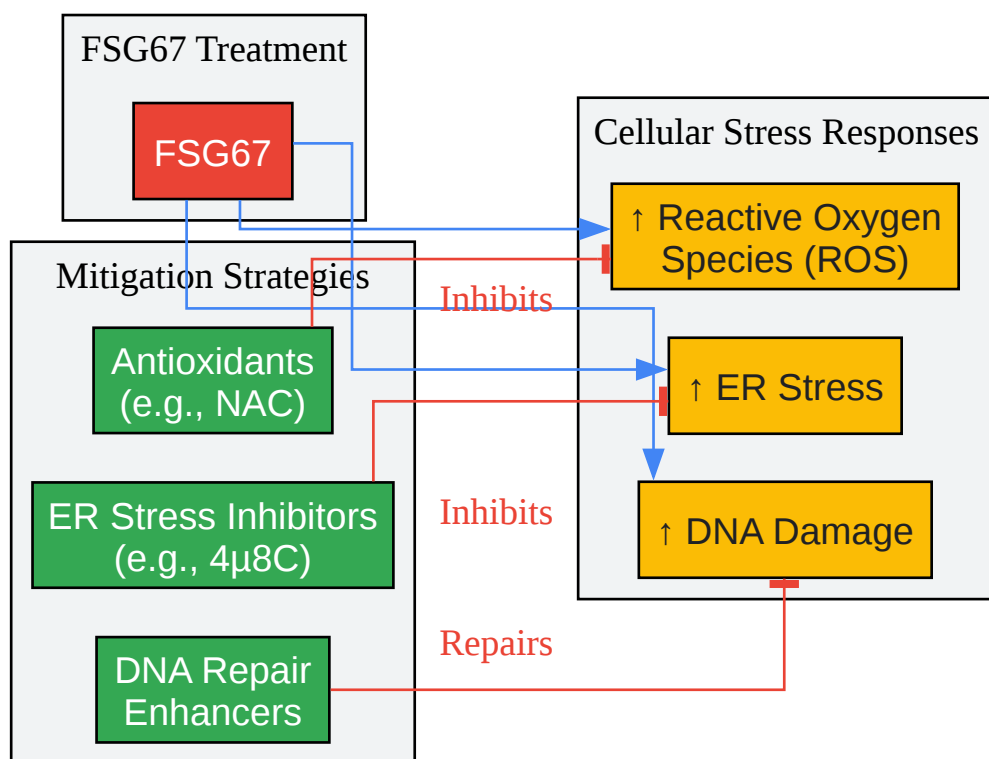 FSG67 Treatment
FSG67
Mitigation Strategies
Antioxidants
(e.g., NAC)
ER Stress Inhibitors
(e.g., 4µ8C)
DNA Repair
Enhancers
Inhibits
Inhibits
Repairs
Cellular Stress Responses
↑ Reactive Oxygen
Species (ROS)
↑ ER Stress
↑ DNA Damage